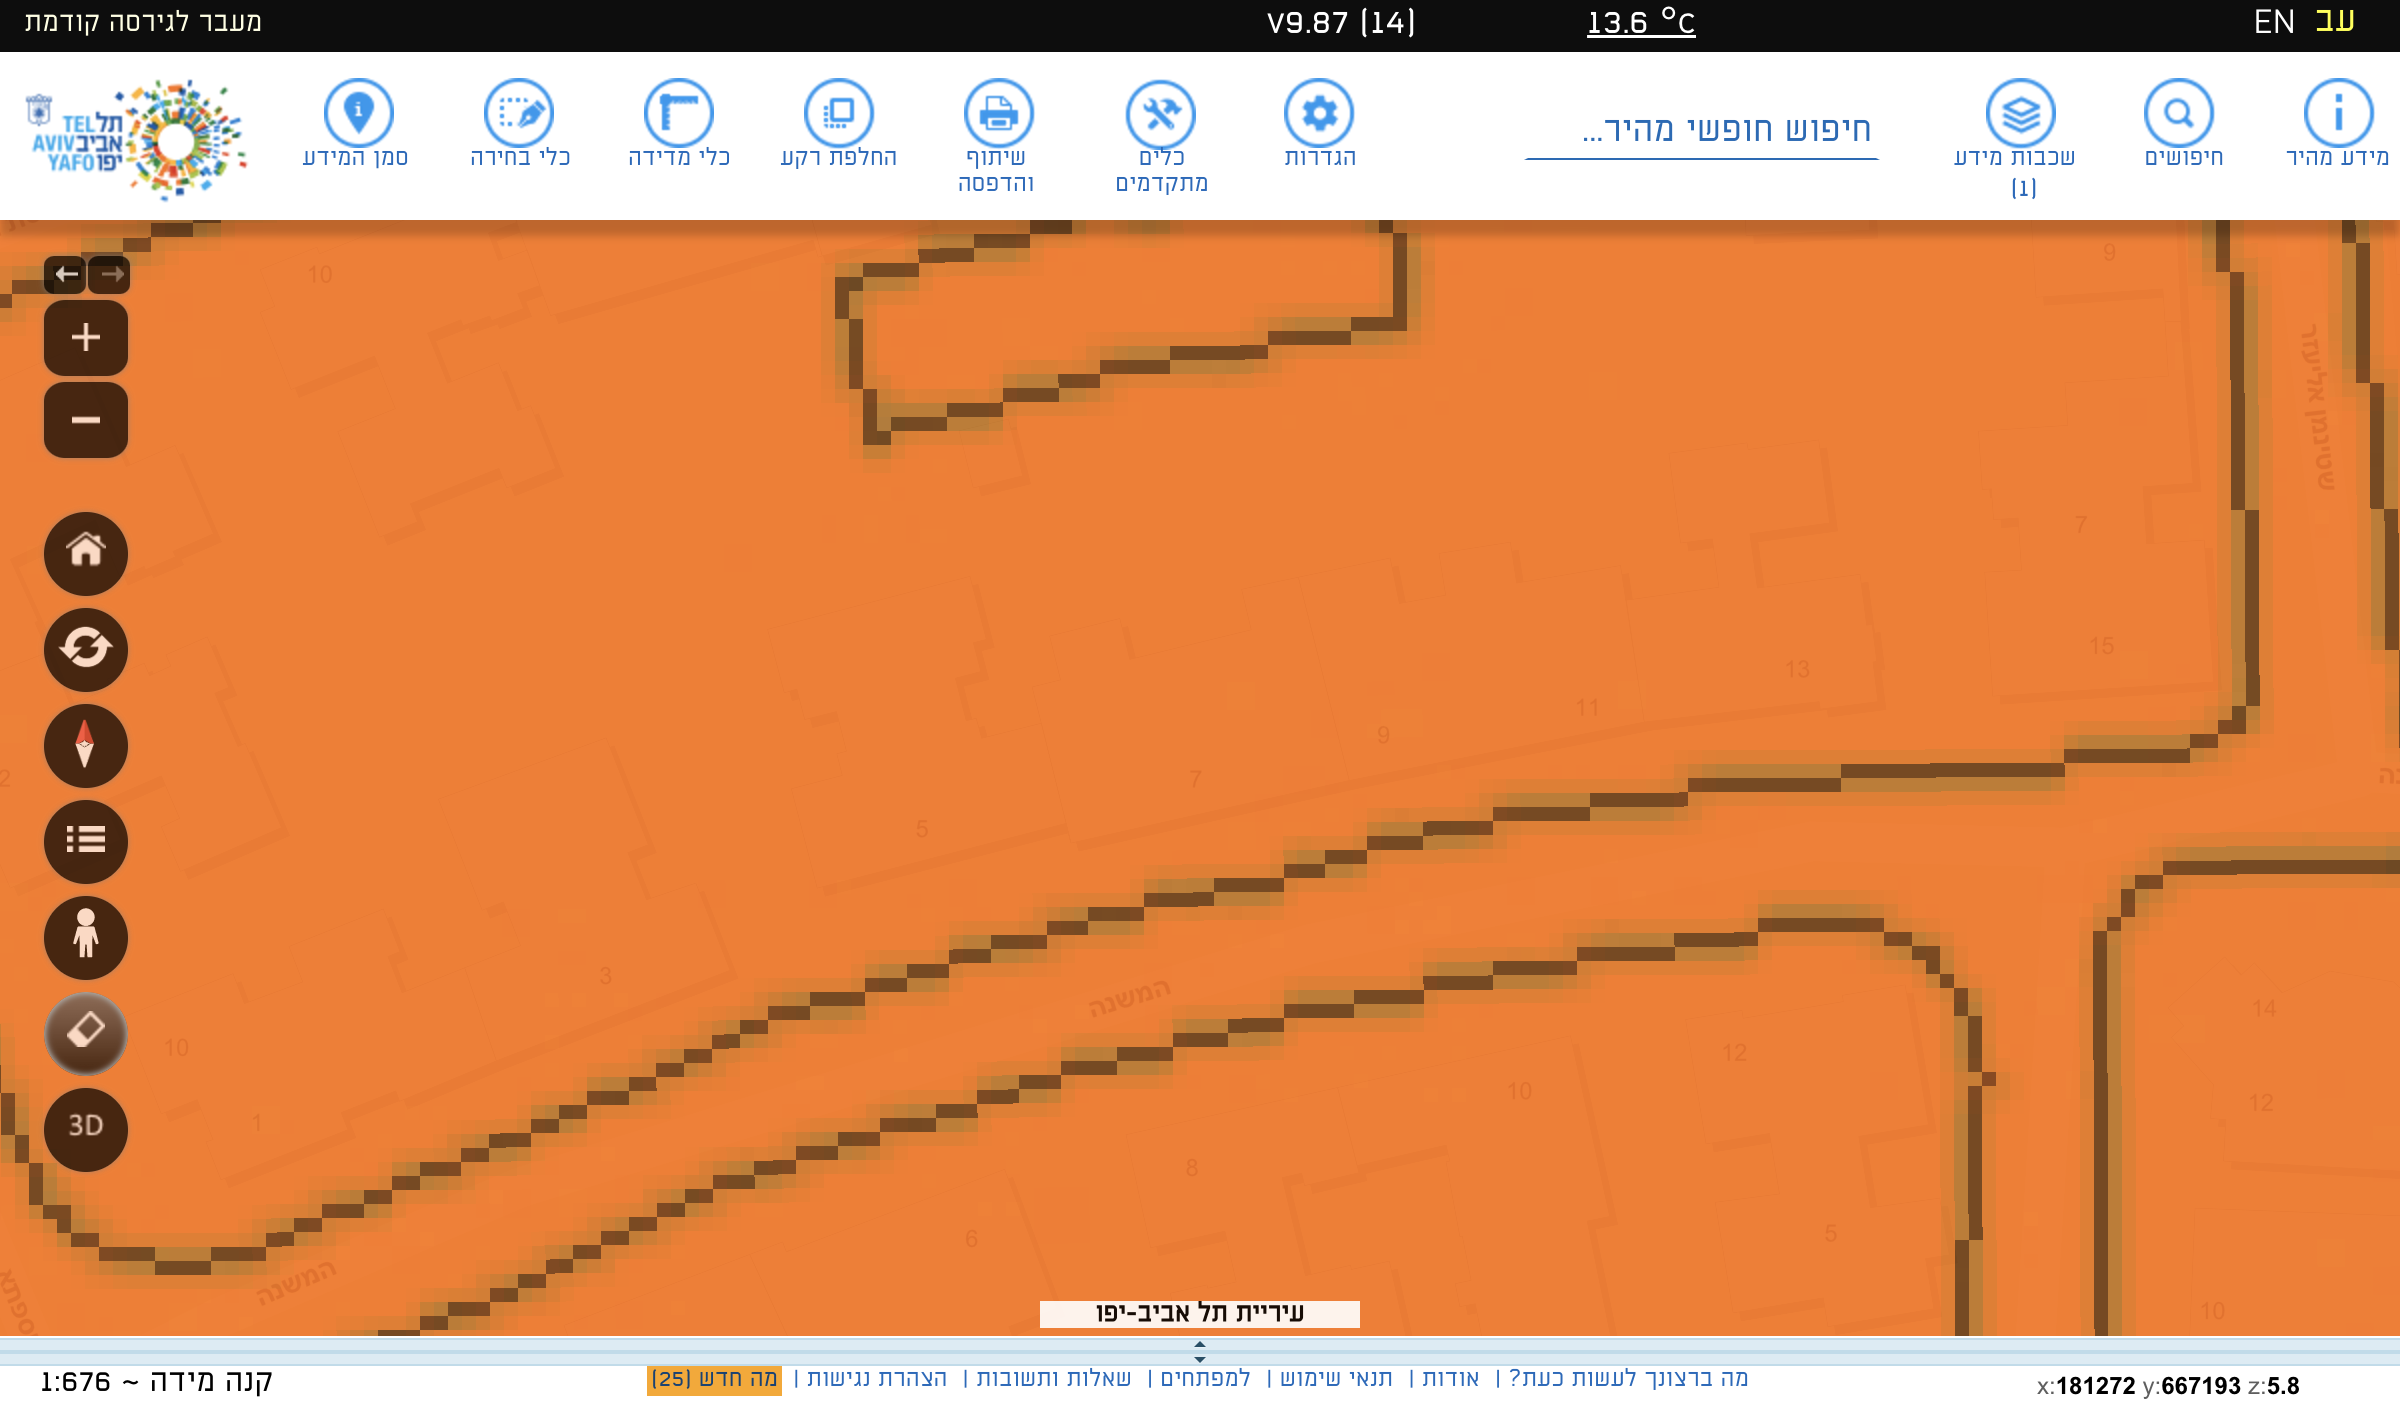 עב EN
13.6 °C
V9.87 (14)
מעבר לגירסה קודמת
מידע מהיר
חיפושים
שכבות מידע
(1)
חיפוש חופשי מהיר...
הגדרות
כלים
מתקדמים
שיתוף
והדפסה
החלפת רקע
כלי מדידה
כלי בחירה
סמן המידע
תל TEL
אביב AVIV
יפו YAFO
10
9
שטיינמן אליעזר
7
15
13
11
9
7
5
3
10
1
2
המשנה
14
12
12
10
8
6
5
10
המשנה
3D
עיריית תל אביב-יפו
מה ברצונך לעשות כעת? | אודות | תנאי שימוש | למפתחים | שאלות ותשובות | הצהרת נגישות | מה חדש (25)
קנה מידה ~ 1:676
x:181272 y:667193 z:5.8